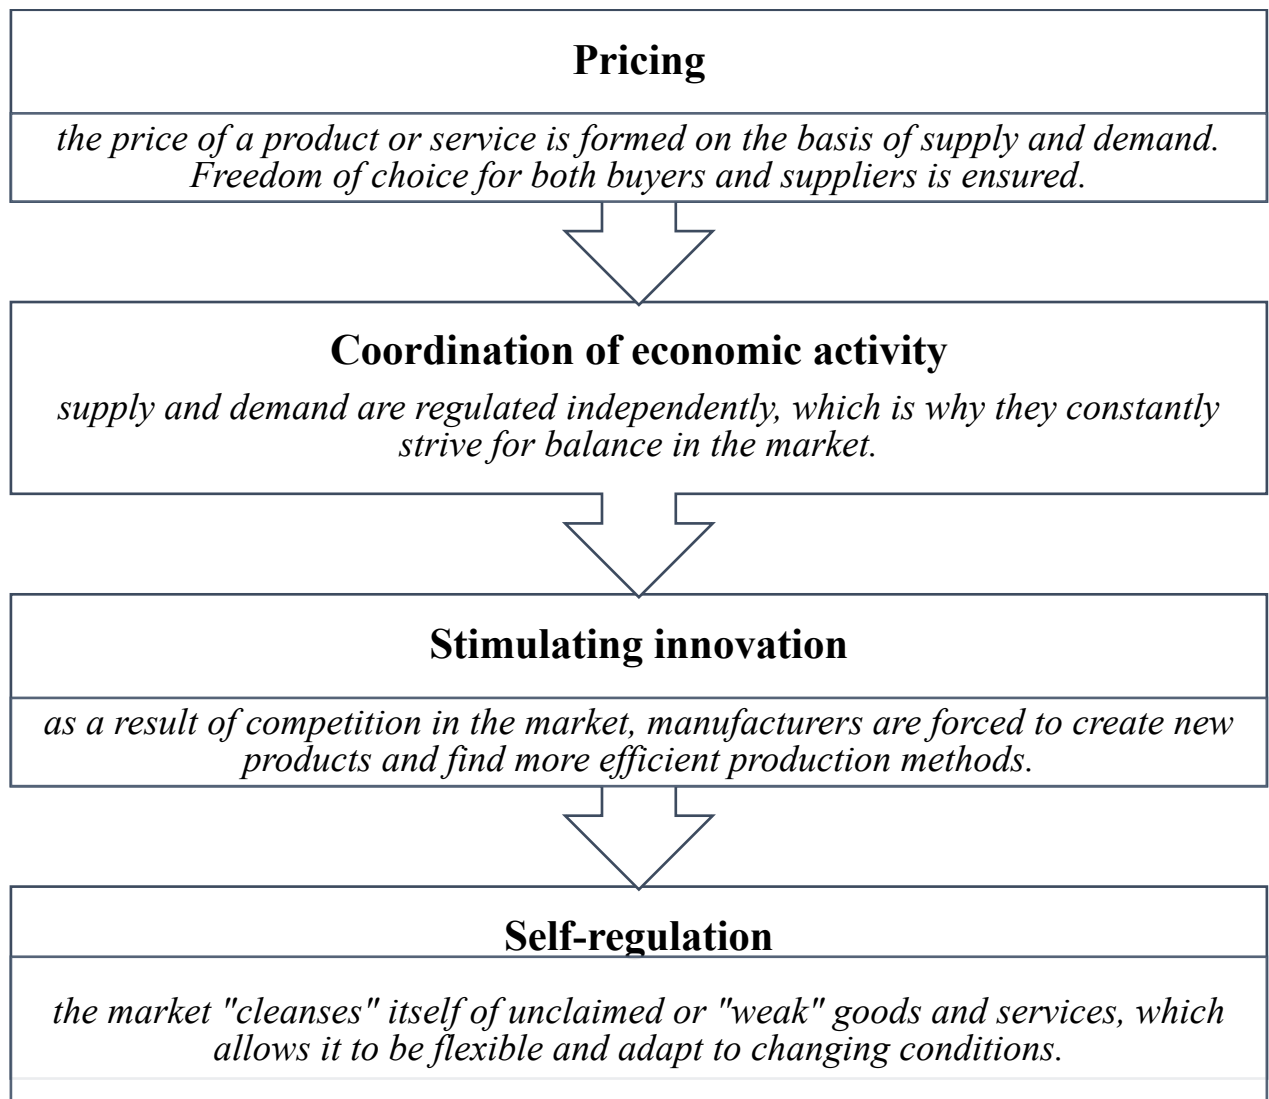 Pricing
the price of a product or service is formed on the basis of supply and demand.
Freedom of choice for both buyers and suppliers is ensured.
Coordination of economic activity
supply and demand are regulated independently, which is why they constantly
strive for balance in the market.
Stimulating innovation
as a result of competition in the market, manufacturers are forced to create new
products and find more efficient production methods.
Self-regulation
the market "cleanses" itself of unclaimed or "weak" goods and services, which
allows it to be flexible and adapt to changing conditions.